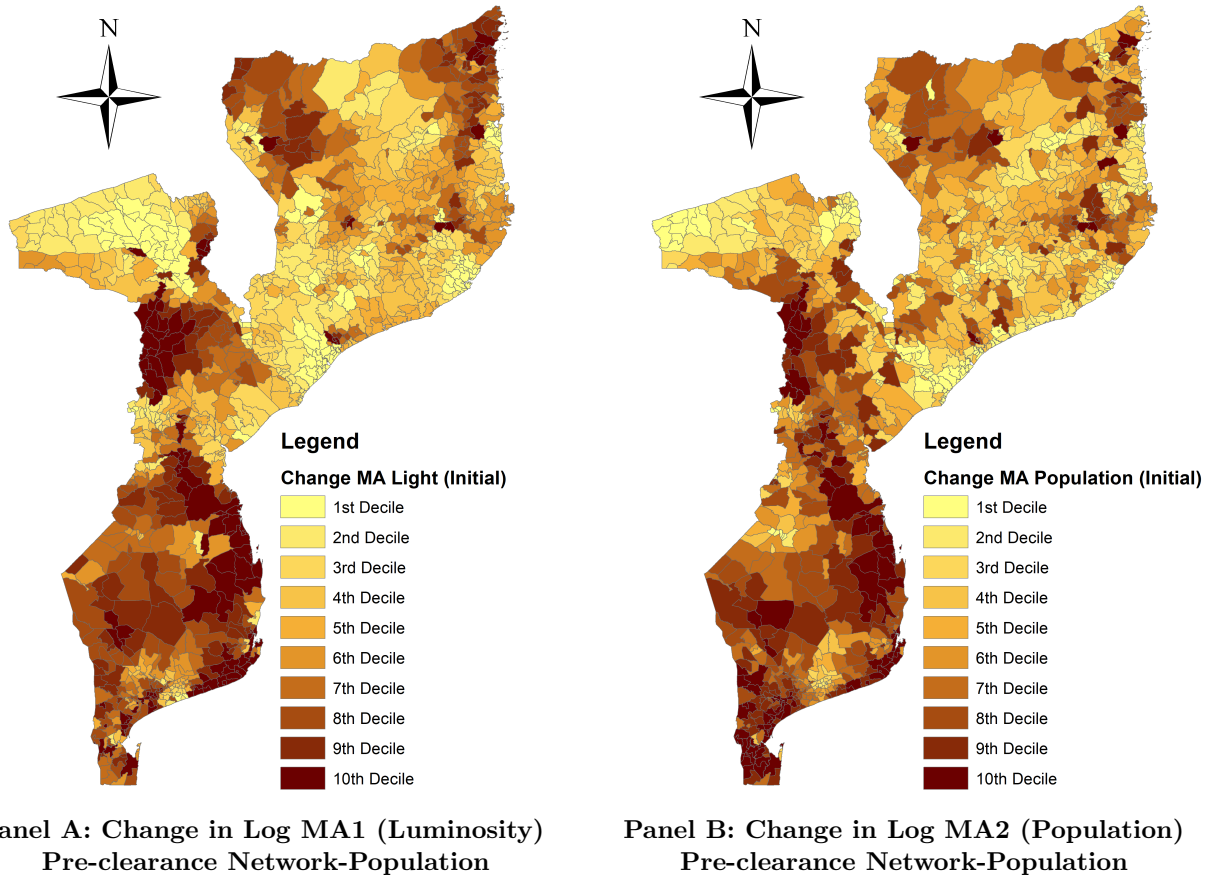 N
Legend
Change MA Light (Initial)
1st Decile
2nd Decile
3rd Decile
4th Decile
5th Decile
6th Decile
7th Decile
8th Decile
9th Decile
10th Decile
anel A: Change in Log MA1 (Luminosity)
Pre-clearance Network-Population
N
Legend
Change MA Population (Initial)
1st Decile
2nd Decile
3rd Decile
4th Decile
5th Decile
6th Decile
7th Decile
8th Decile
9th Decile
10th Decile
Panel B: Change in Log MA2 (Population)
Pre-clearance Network-Population